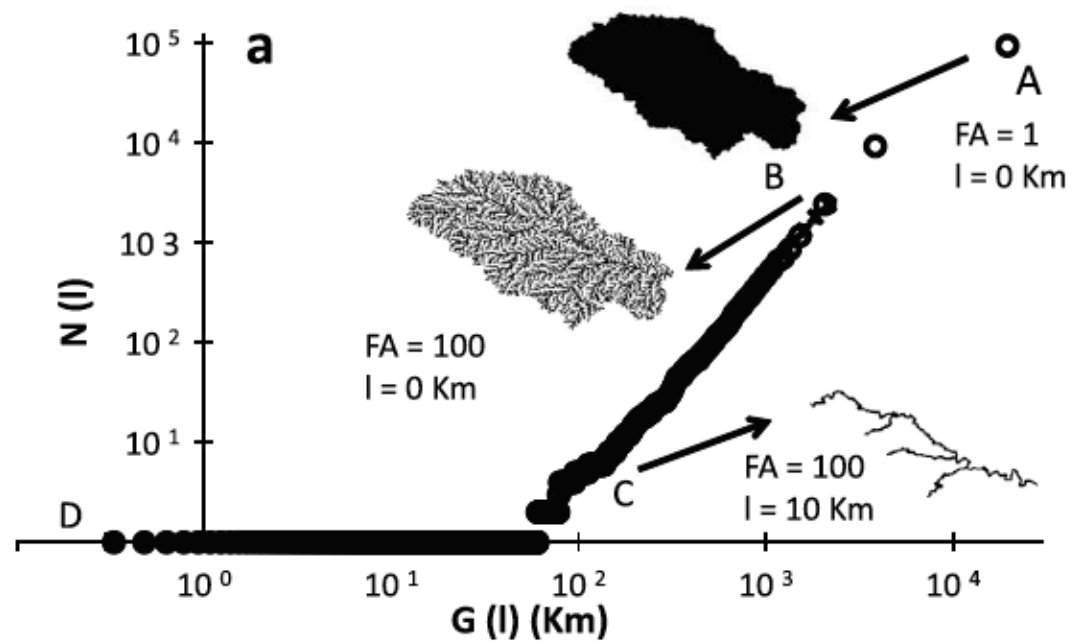 a
10 5
10 4
10 3
10 2
10 1
N (l)
A
FA = 1
l = 0 Km
B
FA = 100
l = 0 Km
C
FA = 100
l = 10 Km
D
10 0
10 1
10 2
10 3
10 4
G (l) (Km)